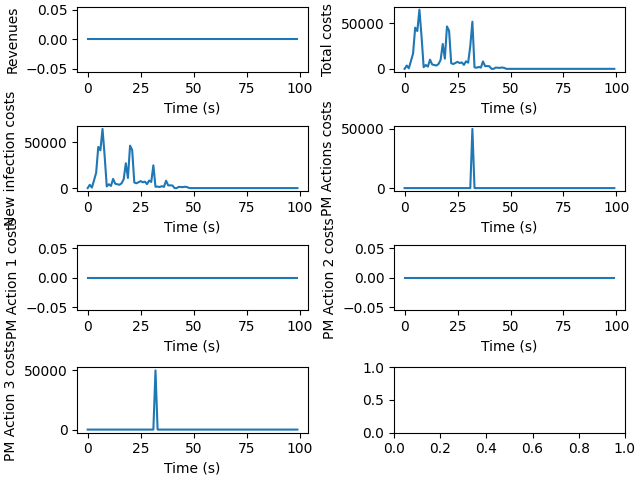 Revenues
0.05
0.00
−0.05
0 25 50 75 100
Time (s)
Total costs
50000
0
0 25 50 75 100
Time (s)
New infection costs
50000
0
0 25 50 75 100
Time (s)
PM Actions costs
50000
0
0 25 50 75 100
Time (s)
PM Action 1 costs
0.05
0.00
−0.05
0 25 50 75 100
Time (s)
PM Action 2 costs
0.05
0.00
−0.05
0 25 50 75 100
Time (s)
PM Action 3 costs
50000
0
0 25 50 75 100
Time (s)
1.0
0.5
0.0
0.0 0.2 0.4 0.6 0.8 1.0